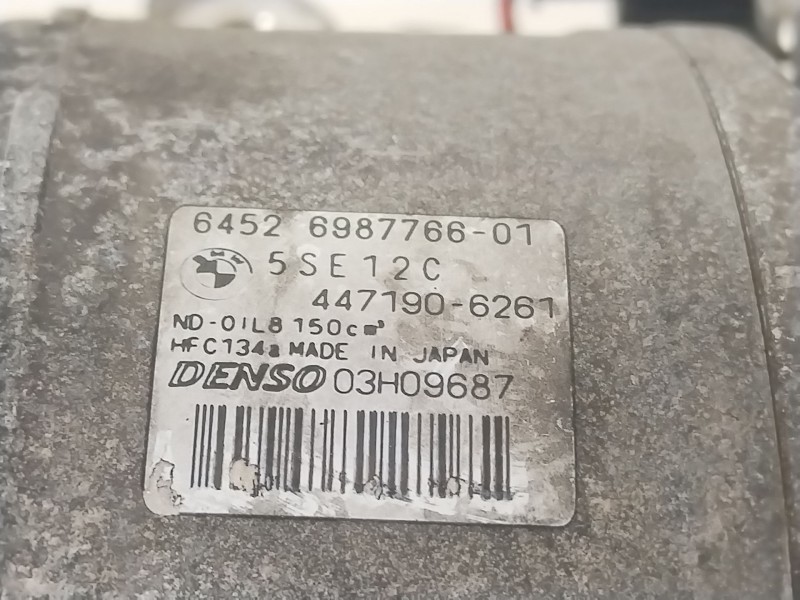 6452 6987766-01
5SE12C
447190-6261
ND-OIL8 150cm³
HFC134a MADE IN JAPAN
DENSO 03H09687